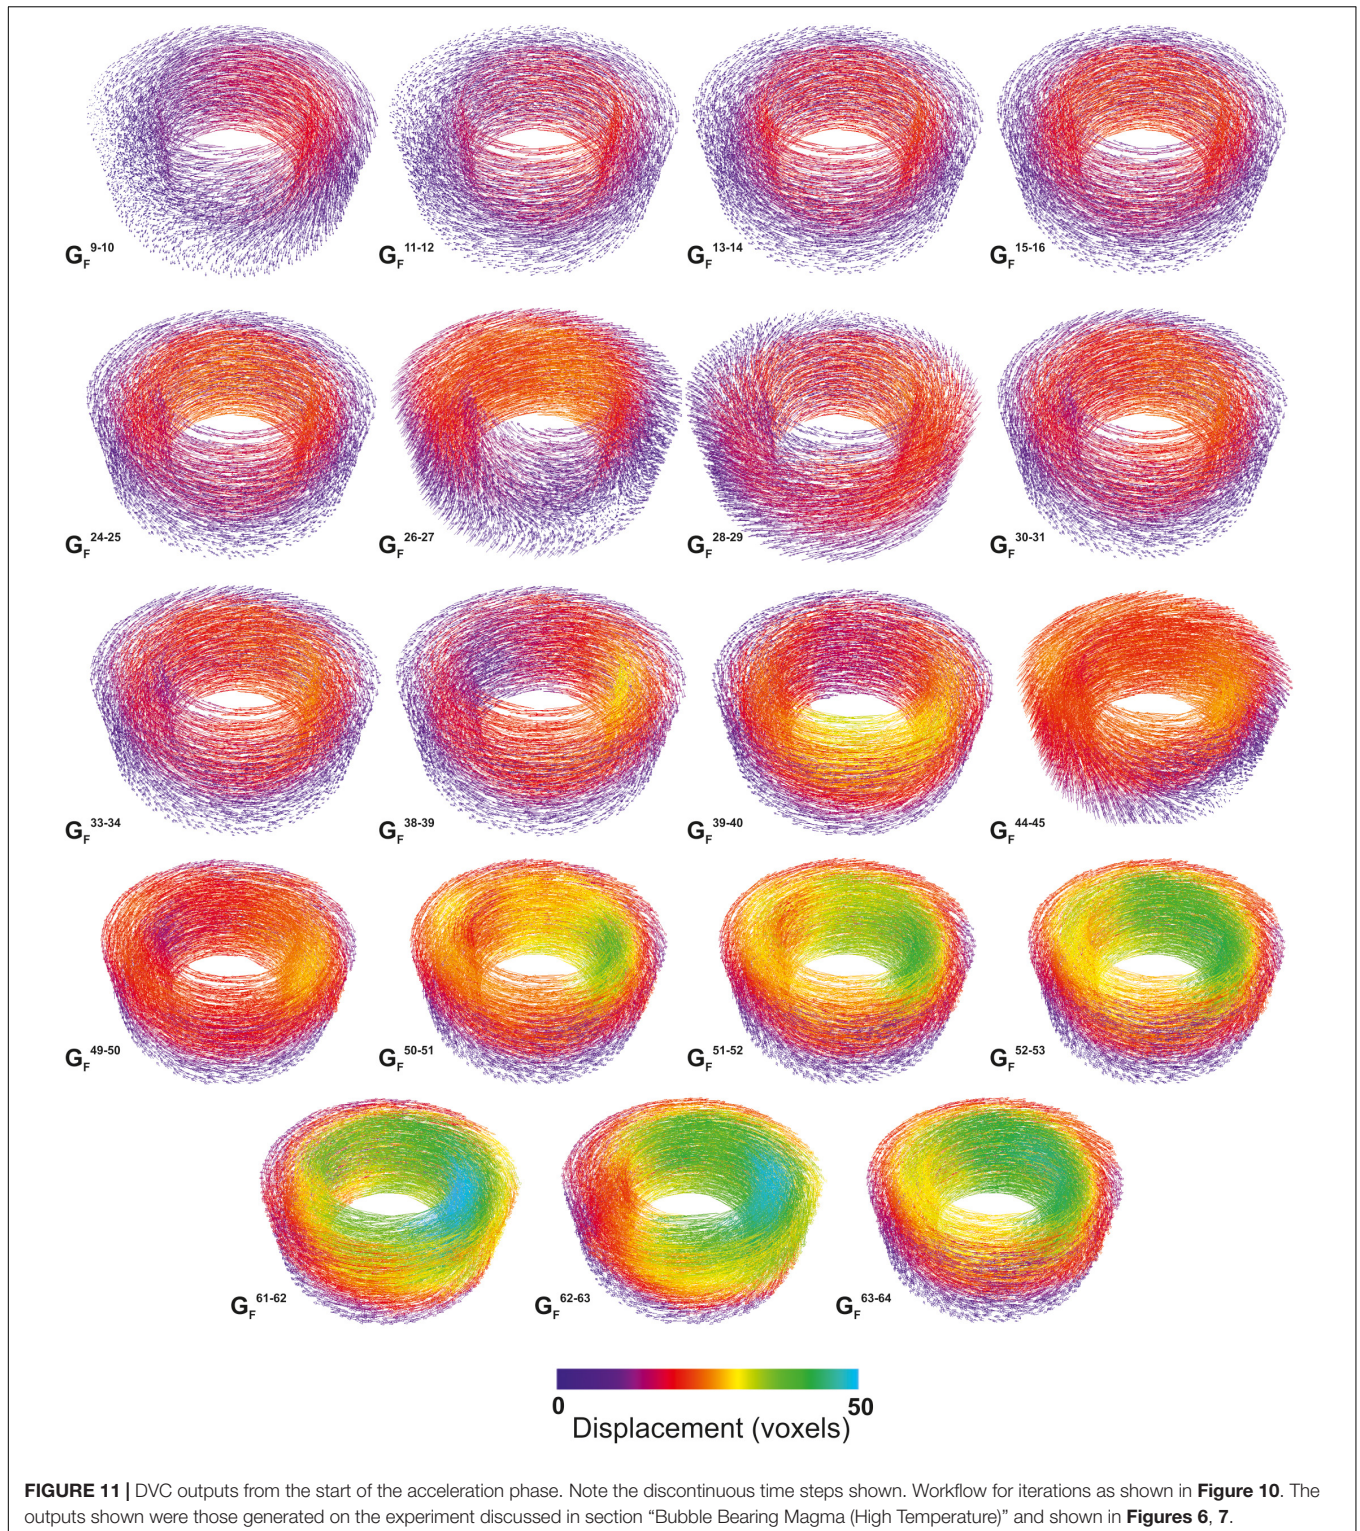 G_F^9-10
G_F^11-12
G_F^13-14
G_F^15-16
G_F^24-25
G_F^26-27
G_F^28-29
G_F^30-31
G_F^33-34
G_F^38-39
G_F^39-40
G_F^44-45
G_F^49-50
G_F^50-51
G_F^51-52
G_F^52-53
G_F^61-62
G_F^62-63
G_F^63-64
0 50
Displacement (voxels)
FIGURE 11 | DVC outputs from the start of the acceleration phase. Note the discontinuous time steps shown. Workflow for iterations as shown in Figure 10. The
outputs shown were those generated on the experiment discussed in section “Bubble Bearing Magma (High Temperature)” and shown in Figures 6, 7.